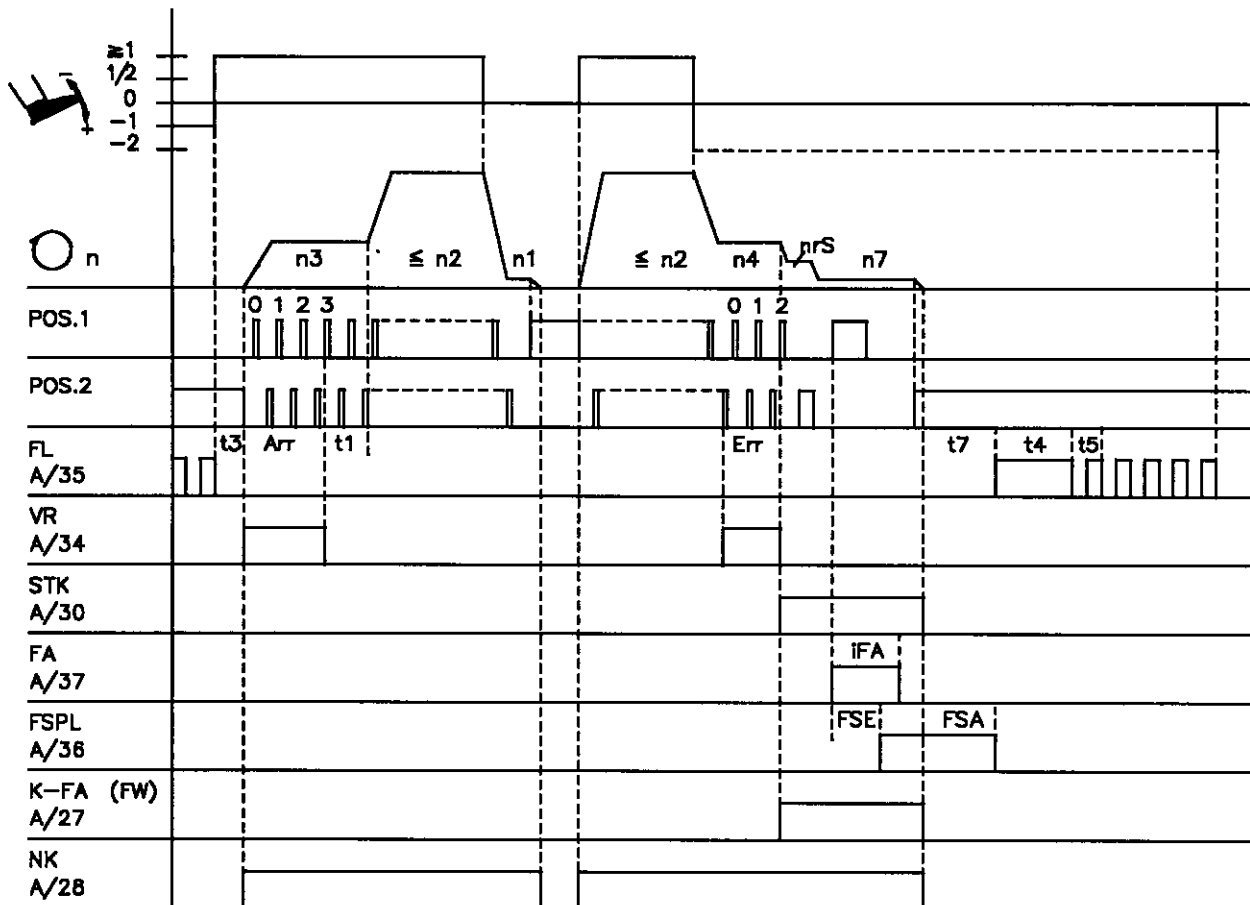 ≥1
1/2
0
-1
-2
− +
n n3 ≤ n2 n1 ≤ n2 n4 nrS n7
POS.1 0 1 2 3 0 1 2
POS.2
FL t3 Arr t1 Err t7 t4 t5
A/35
VR
A/34
STK
A/30
FA iFA
A/37
FSPL FSE FSA
A/36
K-FA (FW)
A/27
NK
A/28